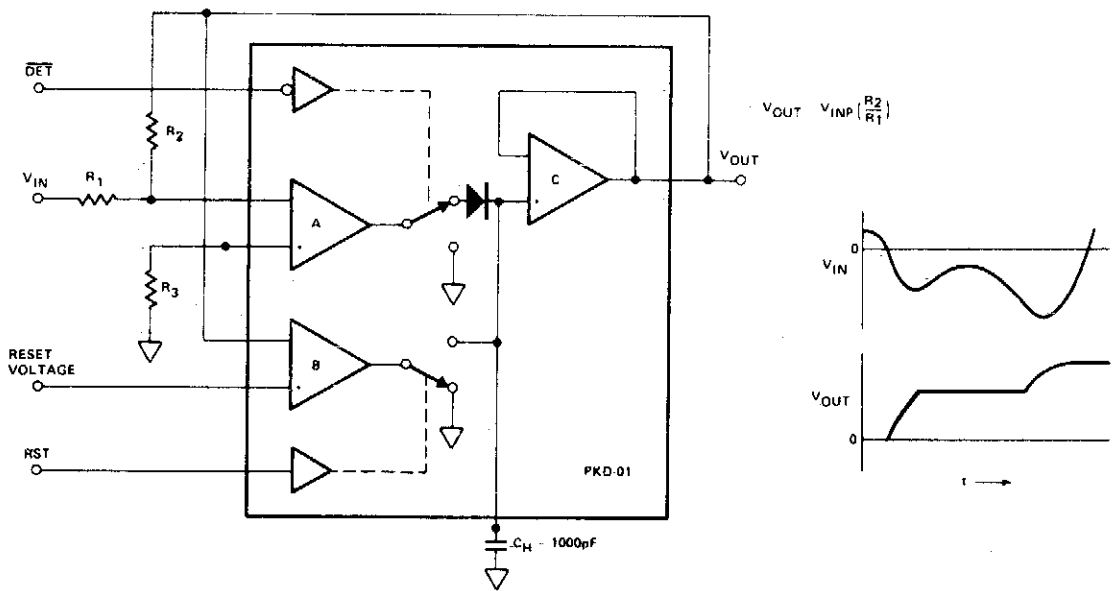 DET
R2
VIN
R1
A
R3
B
RESET
VOLTAGE
RST
C
VOUT
PKD-01
CH - 1000pF
VOUT VINP(R2/R1)
0
VIN
VOUT
0
t